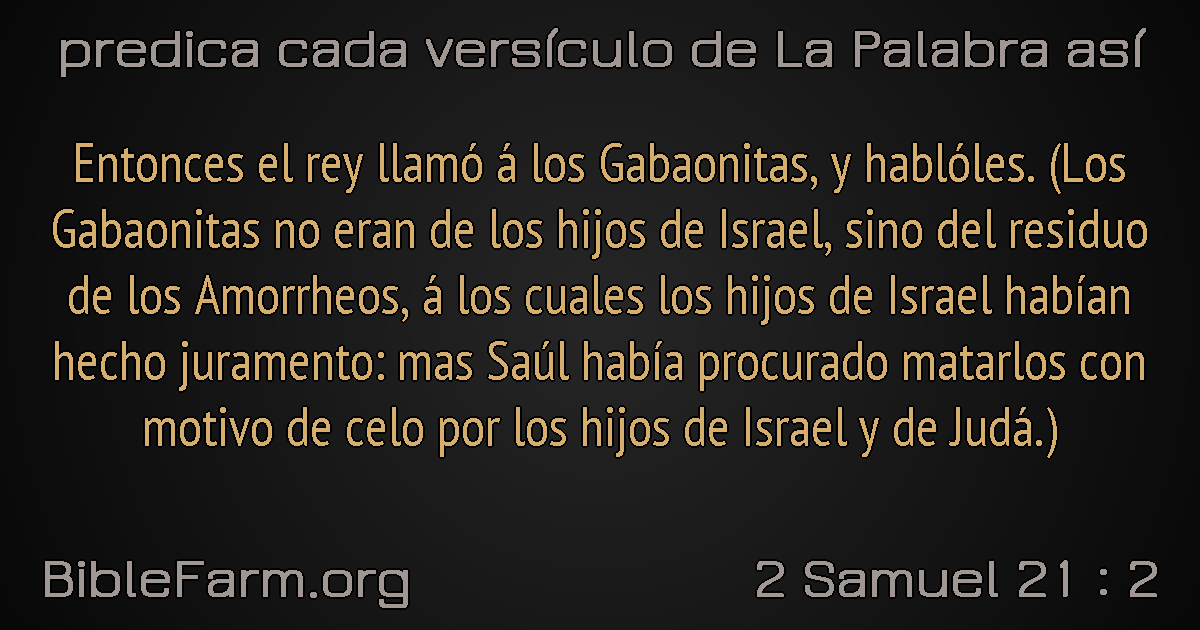 predica cada versículo de La Palabra así
Entonces el rey llamó á los Gabaonitas, y hablóles. (Los
Gabaonitas no eran de los hijos de Israel, sino del residuo
de los Amorrheos, á los cuales los hijos de Israel habían
hecho juramento: mas Saúl había procurado matarlos con
motivo de celo por los hijos de Israel y de Judá.)
BibleFarm.org
2 Samuel 21 : 2